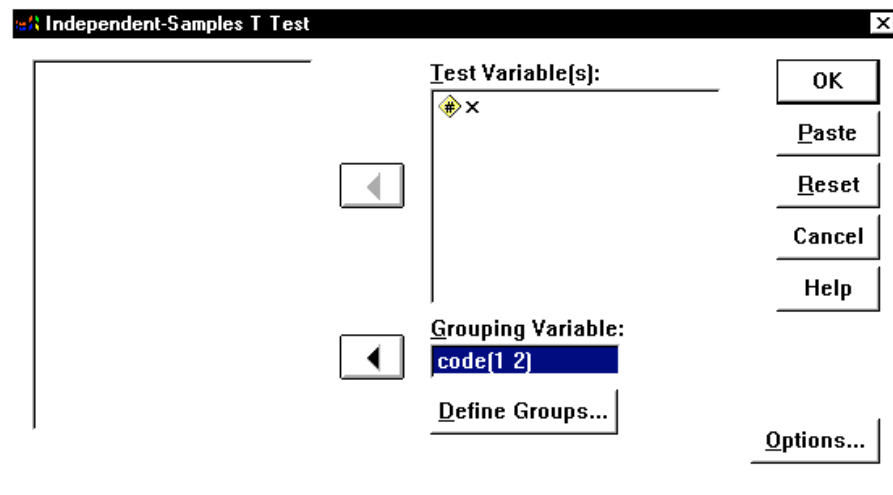 Independent-Samples T Test
Test Variable(s):
# x
Grouping Variable:
code(1 2)
Define Groups...
OK
Paste
Reset
Cancel
Help
Options...